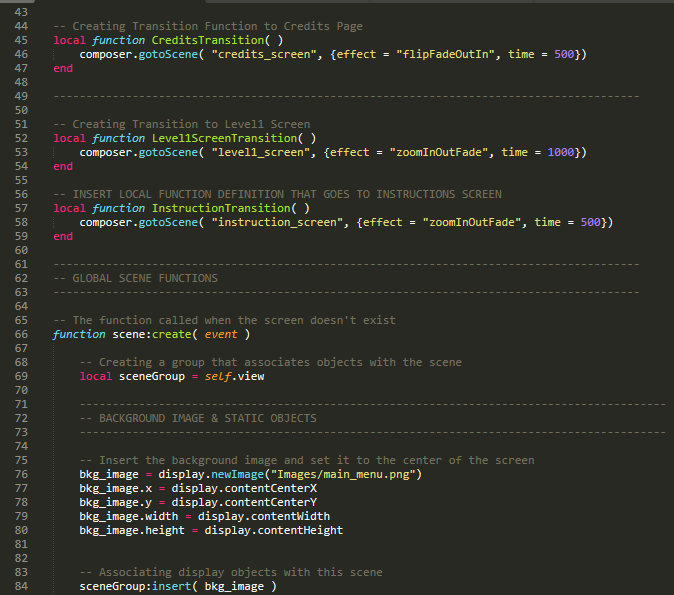 43
44 -- Creating Transition Function to Credits Page
45 local function CreditsTransition( )
46 composer.gotoScene( "credits_screen", {effect = "flipFadeOutIn", time = 500})
47 end
48
49 -----------------------------------------------------------------------------------------
50
51 -- Creating Transition to Level1 Screen
52 local function Level1ScreenTransition( )
53 composer.gotoScene( "level1_screen", {effect = "zoomInOutFade", time = 1000})
54 end
55
56 -- INSERT LOCAL FUNCTION DEFINITION THAT GOES TO INSTRUCTIONS SCREEN
57 local function InstructionTransition( )
58 composer.gotoScene( "instruction_screen", {effect = "zoomInOutFade", time = 500})
59 end
60
61 -----------------------------------------------------------------------------------------
62 -- GLOBAL SCENE FUNCTIONS
63 -----------------------------------------------------------------------------------------
64
65 -- The function called when the screen doesn't exist
66 function scene:create( event )
67
68 -- Creating a group that associates objects with the scene
69 local sceneGroup = self.view
70
71 -----------------------------------------------------------------------------------------
72 -- BACKGROUND IMAGE & STATIC OBJECTS
73 -----------------------------------------------------------------------------------------
74
75 -- Insert the background image and set it to the center of the screen
76 bkg_image = display.newImage("Images/main_menu.png")
77 bkg_image.x = display.contentCenterX
78 bkg_image.y = display.contentCenterY
79 bkg_image.width = display.contentWidth
80 bkg_image.height = display.contentHeight
81
82
83 -- Associating display objects with this scene
84 sceneGroup:insert( bkg_image )